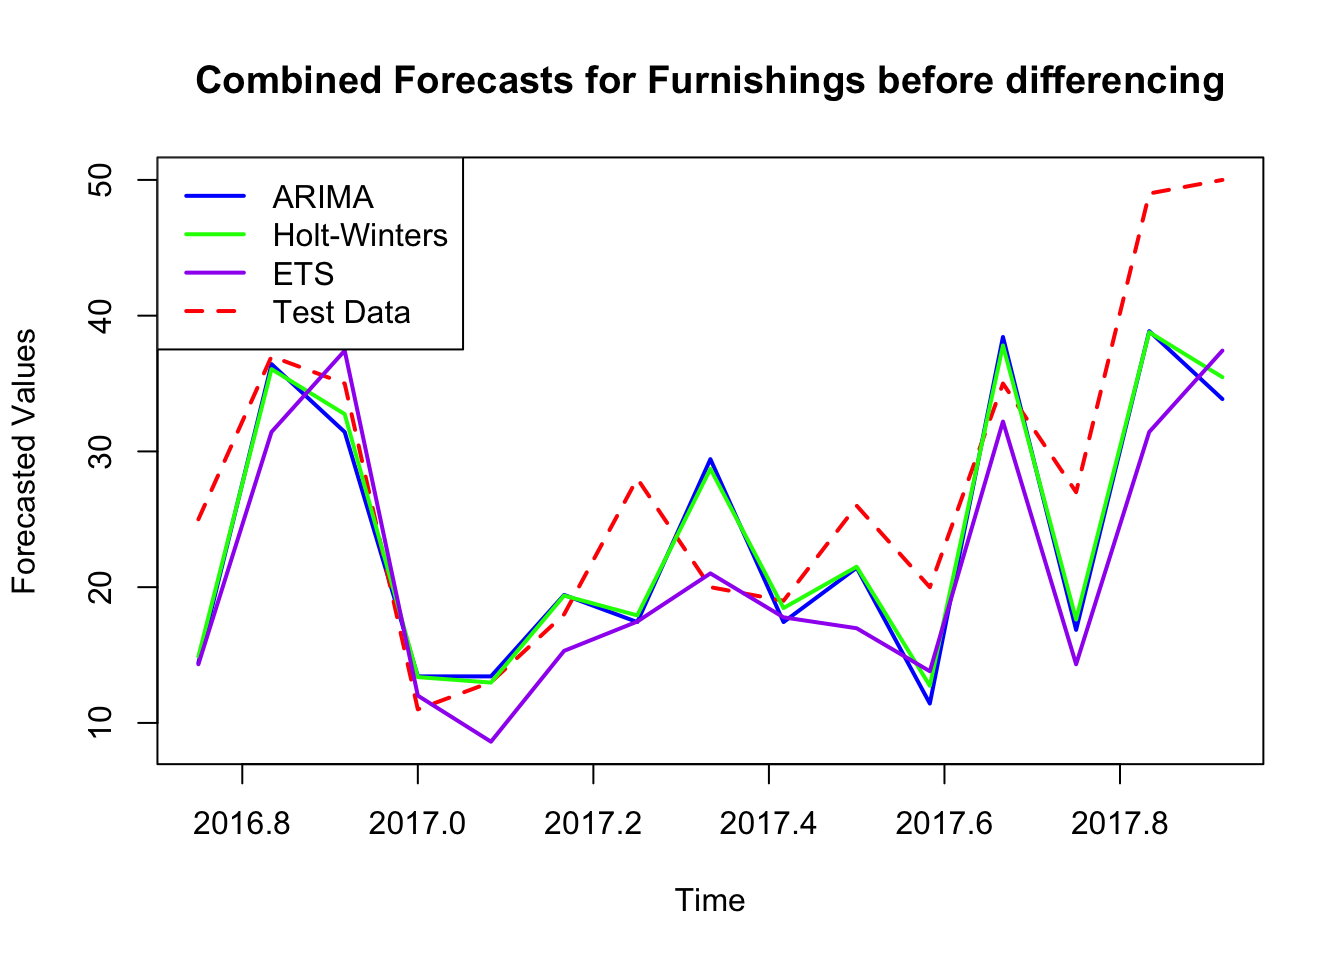 Combined Forecasts for Furnishings before differencing
ARIMA
Holt-Winters
ETS
Test Data
Forecasted Values
50
40
30
20
10
2016.8 2017.0 2017.2 2017.4 2017.6 2017.8
Time